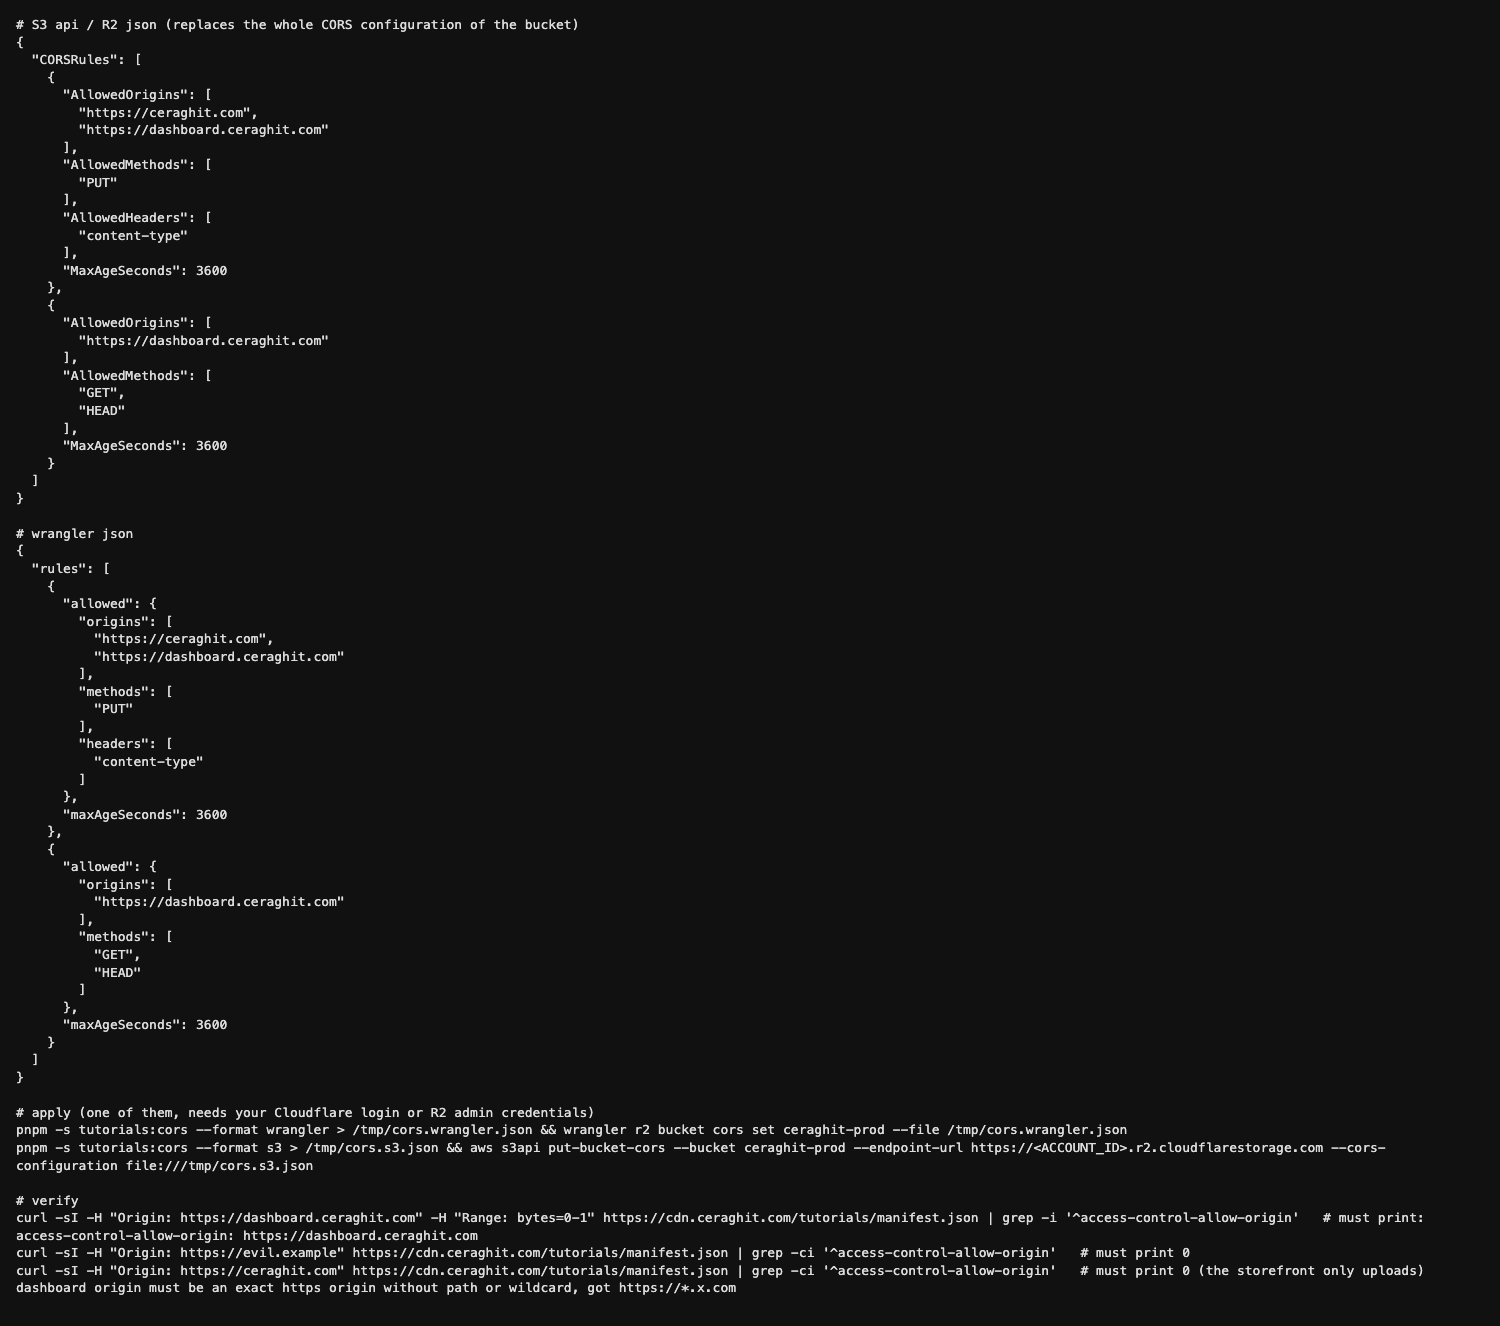 # S3 api / R2 json (replaces the whole CORS configuration of the bucket)
{
  "CORSRules": [
    {
      "AllowedOrigins": [
        "https://ceraghit.com",
        "https://dashboard.ceraghit.com"
      ],
      "AllowedMethods": [
        "PUT"
      ],
      "AllowedHeaders": [
        "content-type"
      ],
      "MaxAgeSeconds": 3600
    },
    {
      "AllowedOrigins": [
        "https://dashboard.ceraghit.com"
      ],
      "AllowedMethods": [
        "GET",
        "HEAD"
      ],
      "MaxAgeSeconds": 3600
    }
  ]
}

# wrangler json
{
  "rules": [
    {
      "allowed": {
        "origins": [
          "https://ceraghit.com",
          "https://dashboard.ceraghit.com"
        ],
        "methods": [
          "PUT"
        ],
        "headers": [
          "content-type"
        ]
      },
      "maxAgeSeconds": 3600
    },
    {
      "allowed": {
        "origins": [
          "https://dashboard.ceraghit.com"
        ],
        "methods": [
          "GET",
          "HEAD"
        ]
      },
      "maxAgeSeconds": 3600
    }
  ]
}

# apply (one of them, needs your Cloudflare login or R2 admin credentials)
pnpm -s tutorials:cors --format wrangler > /tmp/cors.wrangler.json && wrangler r2 bucket cors set ceraghit-prod --file /tmp/cors.wrangler.json
pnpm -s tutorials:cors --format s3 > /tmp/cors.s3.json && aws s3api put-bucket-cors --bucket ceraghit-prod --endpoint-url https://<ACCOUNT_ID>.r2.cloudflarestorage.com --cors-
configuration file:///tmp/cors.s3.json

# verify
curl -sI -H "Origin: https://dashboard.ceraghit.com" -H "Range: bytes=0-1" https://cdn.ceraghit.com/tutorials/manifest.json | grep -i '^access-control-allow-origin'   # must print:
access-control-allow-origin: https://dashboard.ceraghit.com
curl -sI -H "Origin: https://evil.example" https://cdn.ceraghit.com/tutorials/manifest.json | grep -ci '^access-control-allow-origin'   # must print 0
curl -sI -H "Origin: https://ceraghit.com" https://cdn.ceraghit.com/tutorials/manifest.json | grep -ci '^access-control-allow-origin'   # must print 0 (the storefront only uploads)
dashboard origin must be an exact https origin without path or wildcard, got https://*.x.com